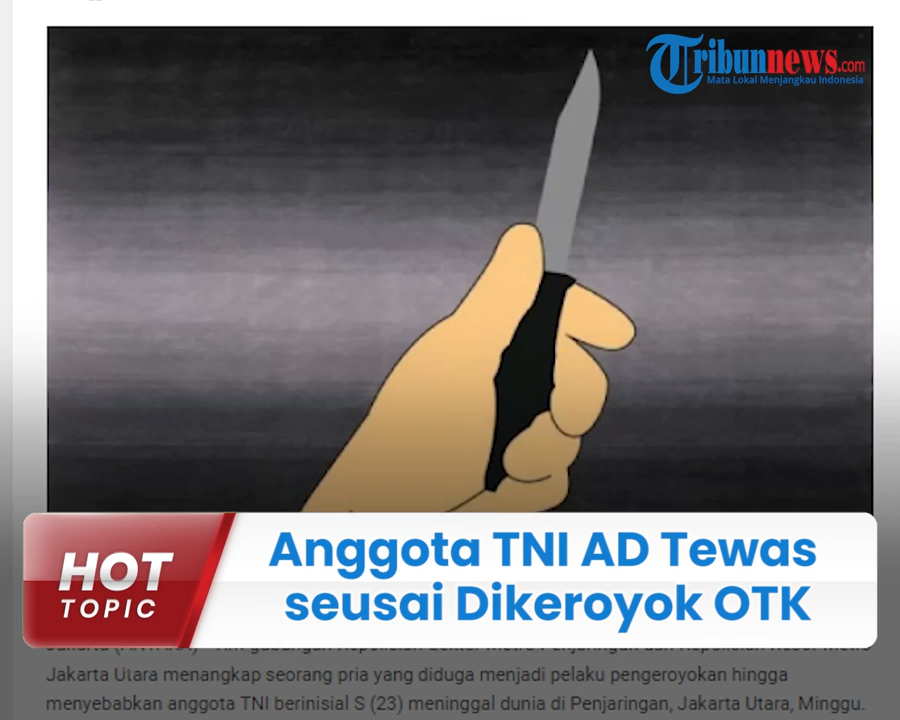 Tribunnews.com
Mata Lokal Menjangkau Indonesia
HOT
TOPIC
Anggota TNI AD Tewas
seusai Dikeroyok OTK
Jakarta Utara menangkap seorang pria yang diduga menjadi pelaku pengeroyokan hingga
menyebabkan anggota TNI berinisial S (23) meninggal dunia di Penjaringan, Jakarta Utara, Minggu.